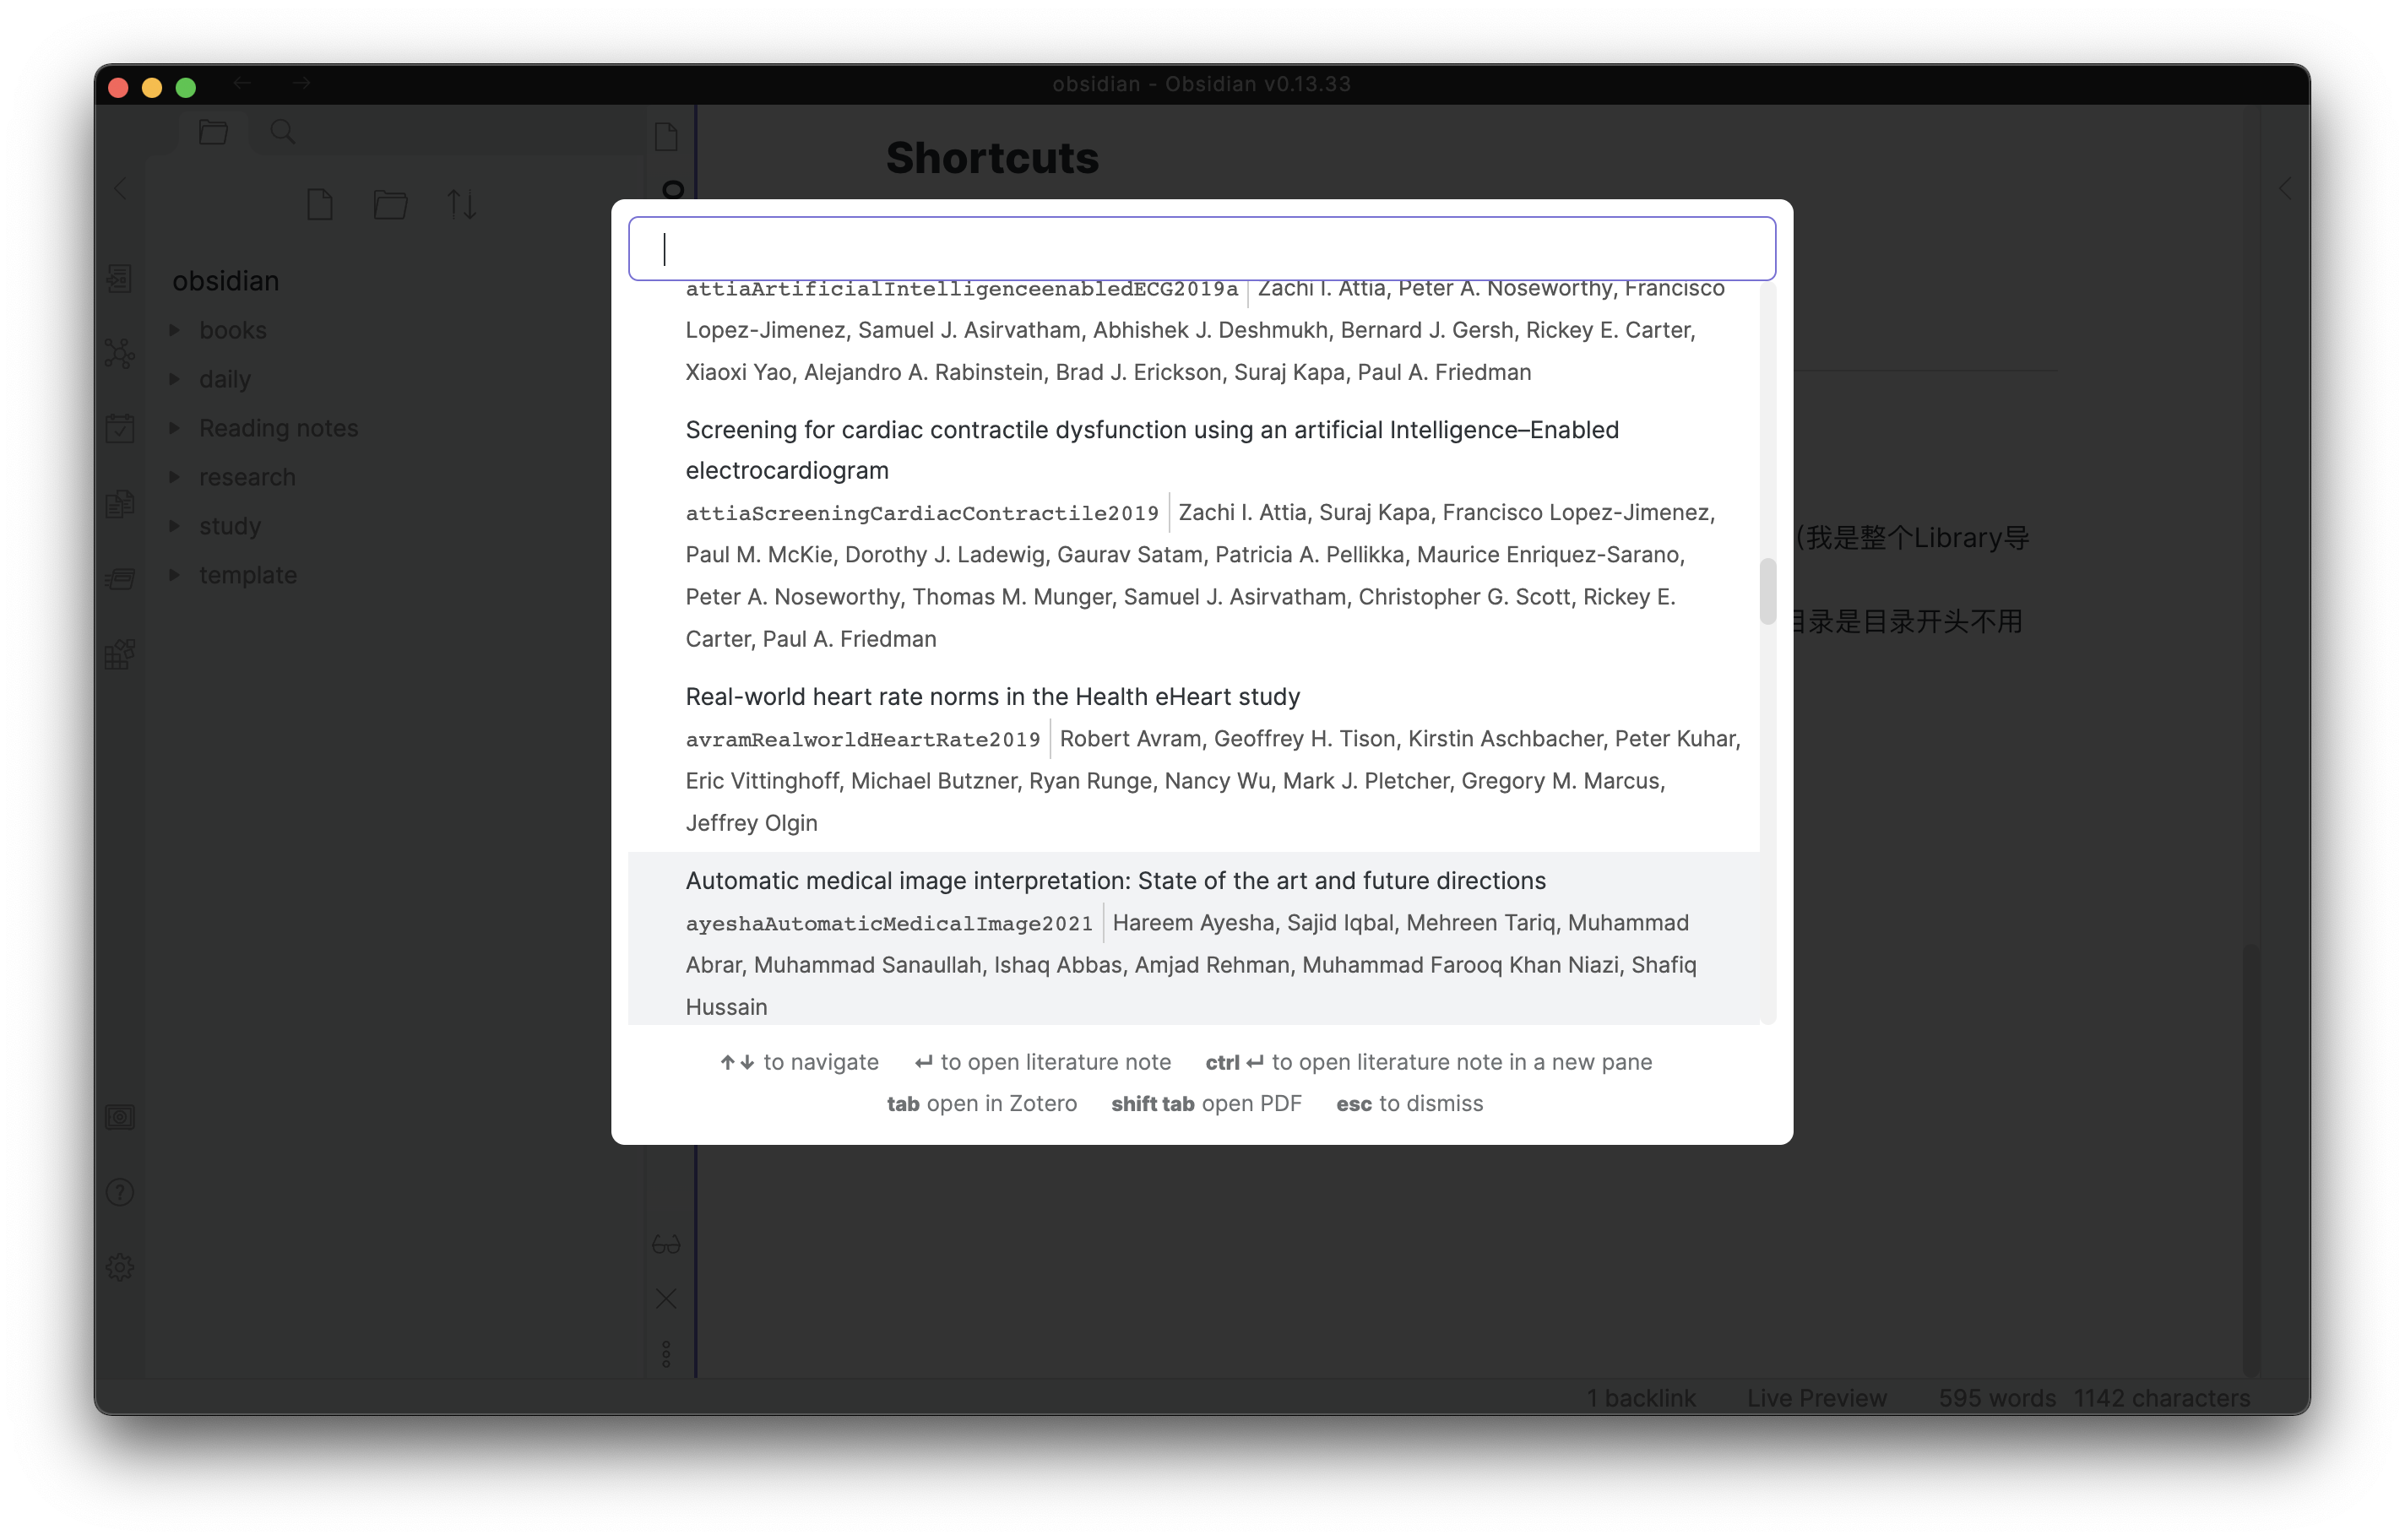 obsidian - Obsidian v0.13.33
obsidian
books
daily
Reading notes
research
study
template
Shortcuts
attiaArtificialIntelligenceenabledECG2019a Zachi I. Attia, Peter A. Noseworthy, Francisco
Lopez-Jimenez, Samuel J. Asirvatham, Abhishek J. Deshmukh, Bernard J. Gersh, Rickey E. Carter,
Xiaoxi Yao, Alejandro A. Rabinstein, Brad J. Erickson, Suraj Kapa, Paul A. Friedman
Screening for cardiac contractile dysfunction using an artificial Intelligence–Enabled
electrocardiogram
attiaScreeningCardiacContractile2019 Zachi I. Attia, Suraj Kapa, Francisco Lopez-Jimenez,
Paul M. McKie, Dorothy J. Ladewig, Gaurav Satam, Patricia A. Pellikka, Maurice Enriquez-Sarano,
Peter A. Noseworthy, Thomas M. Munger, Samuel J. Asirvatham, Christopher G. Scott, Rickey E.
Carter, Paul A. Friedman
Real-world heart rate norms in the Health eHeart study
avramRealworldHeartRate2019 Robert Avram, Geoffrey H. Tison, Kirstin Aschbacher, Peter Kuhar,
Eric Vittinghoff, Michael Butzner, Ryan Runge, Nancy Wu, Mark J. Pletcher, Gregory M. Marcus,
Jeffrey Olgin
Automatic medical image interpretation: State of the art and future directions
ayeshaAutomaticMedicalImage2021 Hareem Ayesha, Sajid Iqbal, Mehreen Tariq, Muhammad
Abrar, Muhammad Sanaullah, Ishaq Abbas, Amjad Rehman, Muhammad Farooq Khan Niazi, Shafiq
Hussain
↑↓ to navigate ↵ to open literature note ctrl ↵ to open literature note in a new pane
tab open in Zotero shift tab open PDF esc to dismiss
（我是整个Library导
目录是目录开头不用
1 backlink Live Preview 595 words 1142 characters